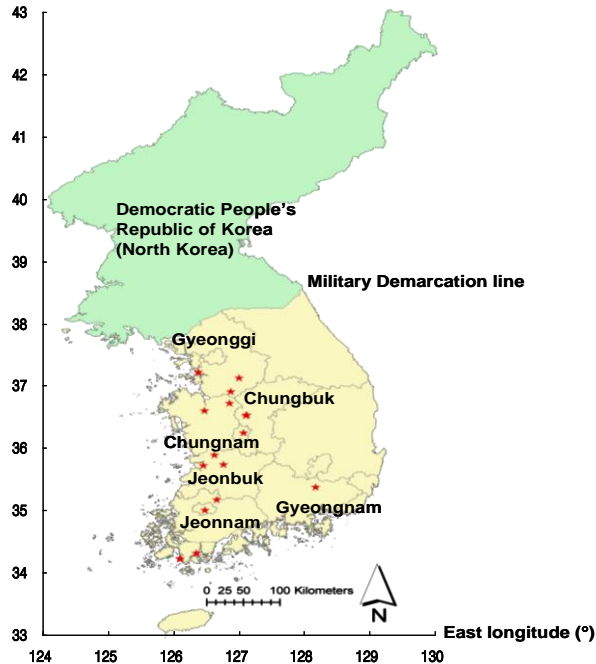 43
42
41
40
39
38
37
36
35
34
33
Democratic People's
Republic of Korea
(North Korea)
Military Demarcation line
Gyeonggi
Chungbuk
Chungnam
Jeonbuk
Gyeongnam
Jeonnam
0 25 50 100 Kilometers
N
East longitude (°)
124 125 126 127 128 129 130